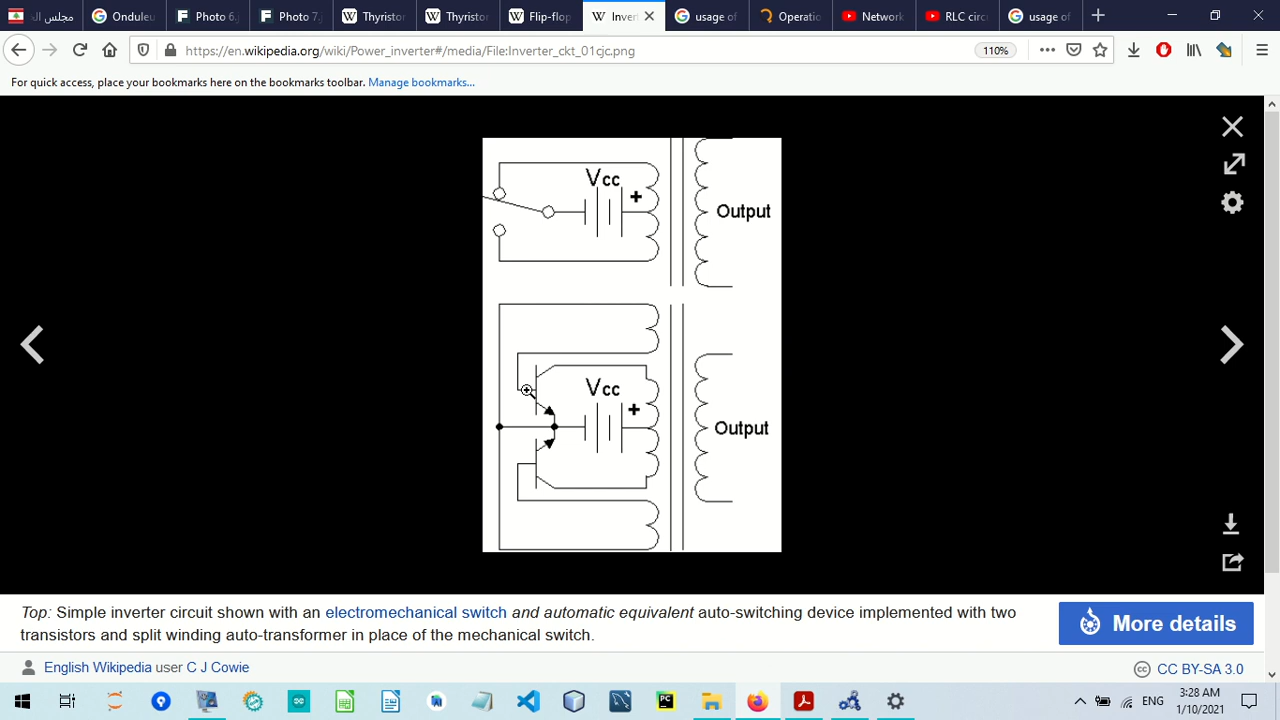 مجلس الد
Onduleu
Photo 6.
Photo 7.
Thyristor
Thyristor
Flip-flop
Inver
usage of
Operatio
Network
RLC circ
usage of
https://en.wikipedia.org/wiki/Power_inverter#/media/File:Inverter_ckt_01cjc.png
110%
For quick access, place your bookmarks here on the bookmarks toolbar. Manage bookmarks...
Vcc
+
Output
Vcc
+
Output
Top: Simple inverter circuit shown with an electromechanical switch and automatic equivalent auto-switching device implemented with two
transistors and split winding auto-transformer in place of the mechanical switch.
More details
English Wikipedia user C J Cowie
CC BY-SA 3.0
ENG
3:28 AM
1/10/2021